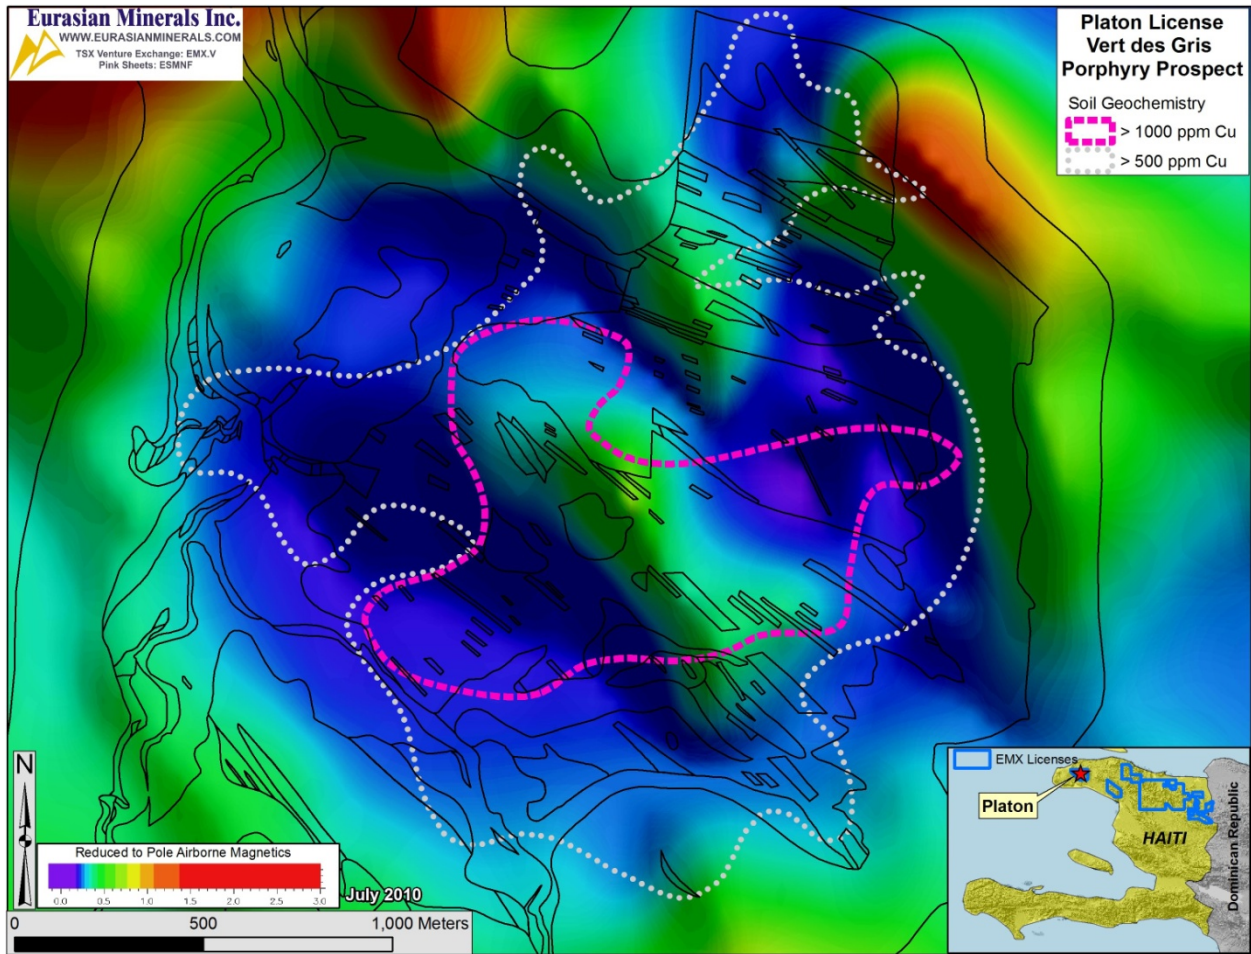 Eurasian Minerals Inc.
WWW.EURASIANMINERALS.COM
TSX Venture Exchange: EMX.V
Pink Sheets: ESMNF
Platon License
Vert des Gris
Porphyry Prospect
Soil Geochemistry
> 1000 ppm Cu
> 500 ppm Cu
N
Reduced to Pole Airborne Magnetics
0.0 0.5 1.0 1.5 2.0 2.5 3.0
July 2010
0 500 1,000 Meters
EMX Licenses
Platon
HAITI
Dominican Republic